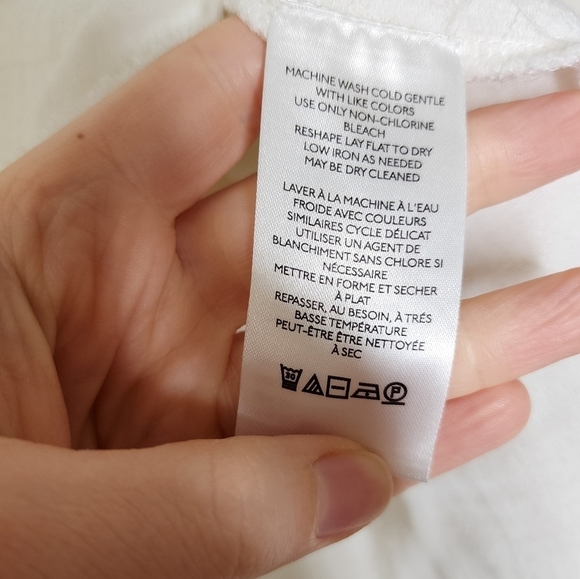 MACHINE WASH COLD GENTLE
WITH LIKE COLORS
USE ONLY NON-CHLORINE
BLEACH
RESHAPE LAY FLAT TO DRY
LOW IRON AS NEEDED
MAY BE DRY CLEANED
LAVER À LA MACHINE À L'EAU
FROIDE AVEC COULEURS
SIMILAIRES CYCLE DÉLICAT
UTILISER UN AGENT DE
BLANCHIMENT SANS CHLORE SI
NÉCESSAIRE
METTRE EN FORME ET SECHER
À PLAT
REPASSER, AU BESOIN, À TRÉS
BASSE TEMPÉRATURE
PEUT-ÊTRE ÊTRE NETTOYÉE
À SEC
30 P